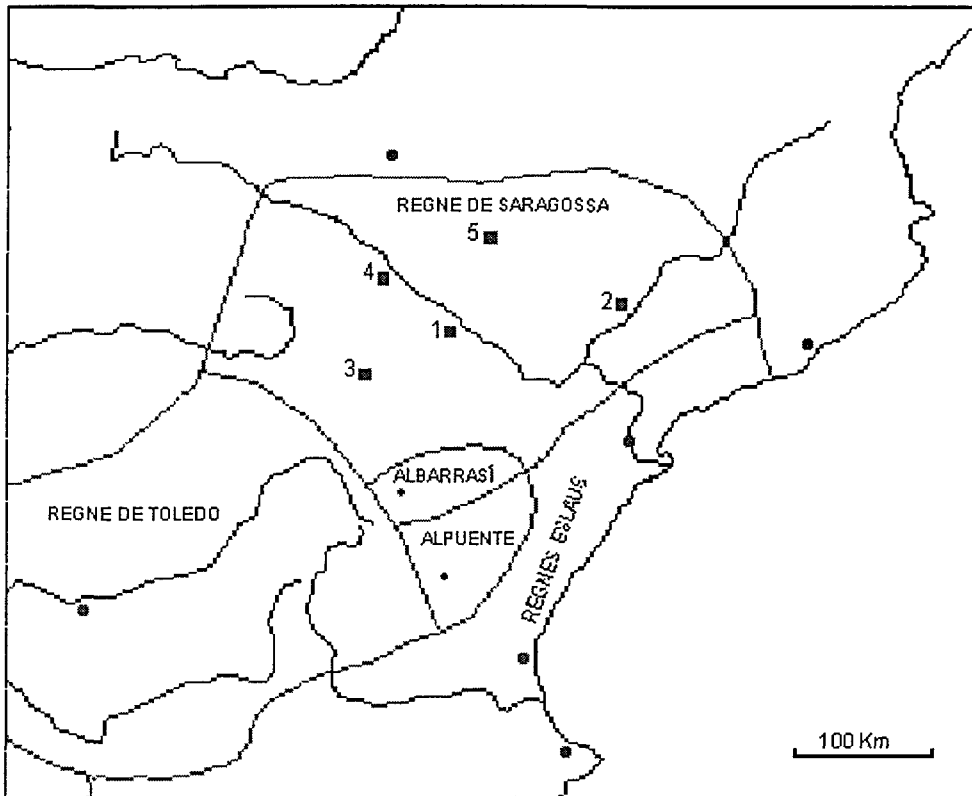 REGNE DE SARAGOSSA
5
4
2
1
3
ALBARRASÍ
REGNE DE TOLEDO
ALPUENTE
REGNES ESLAUS
100 Km